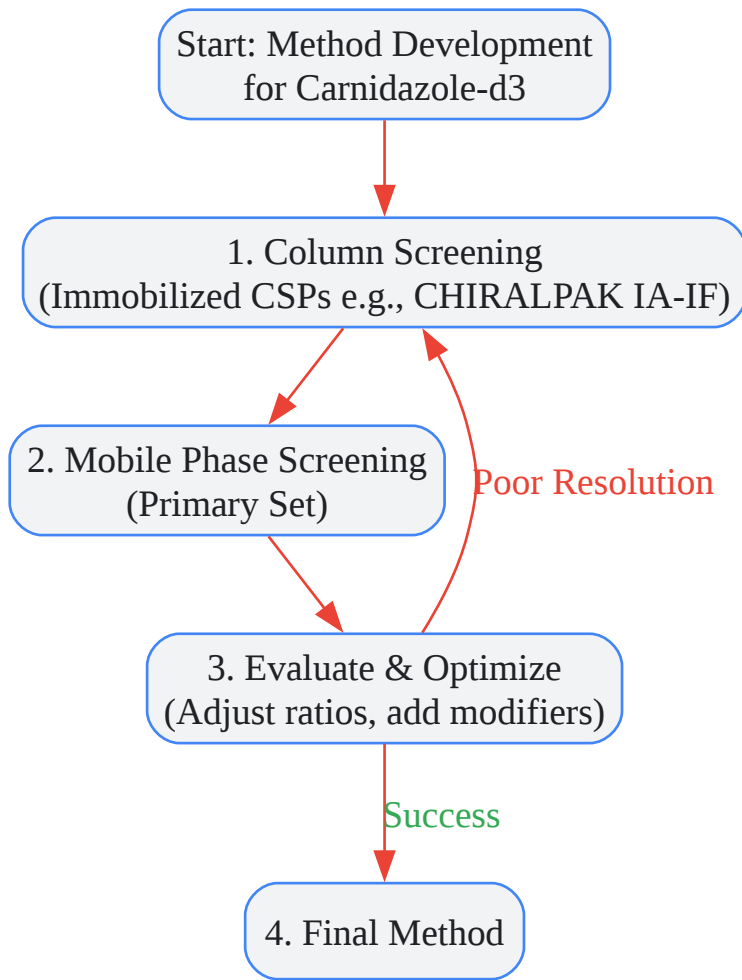 Start: Method Development
for Carnidazole-d3
1. Column Screening
(Immobilized CSPs e.g., CHIRALPAK IA-IF)
2. Mobile Phase Screening
(Primary Set)
Poor Resolution
3. Evaluate & Optimize
(Adjust ratios, add modifiers)
Success
4. Final Method